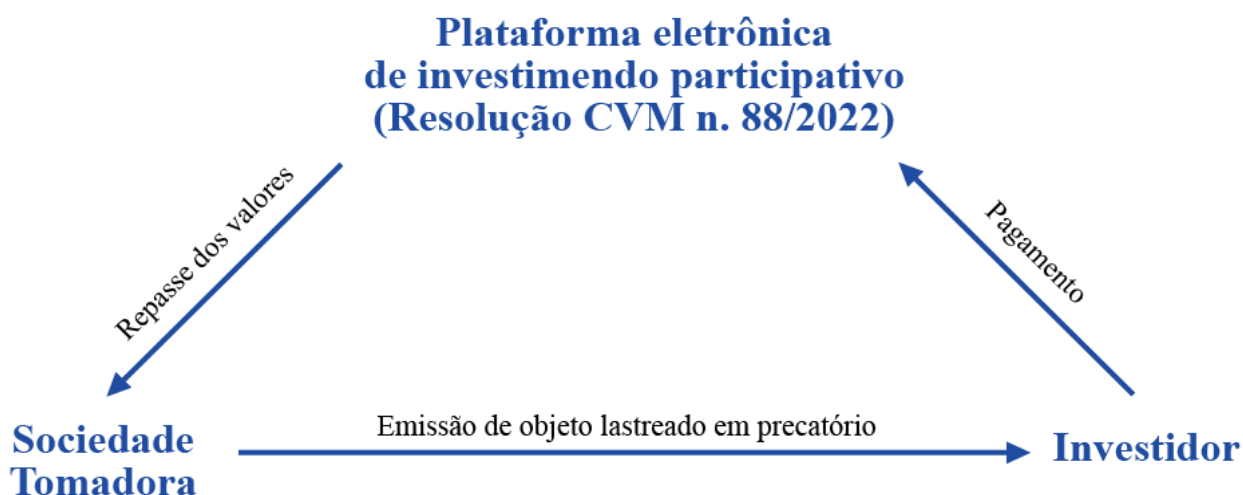 Plataforma eletrônica
de investimendo participativo
(Resolução CVM n. 88/2022)
Repasse dos valores
Pagamento
Emissão de objeto lastreado em precatório
Sociedade
Tomadora
Investidor